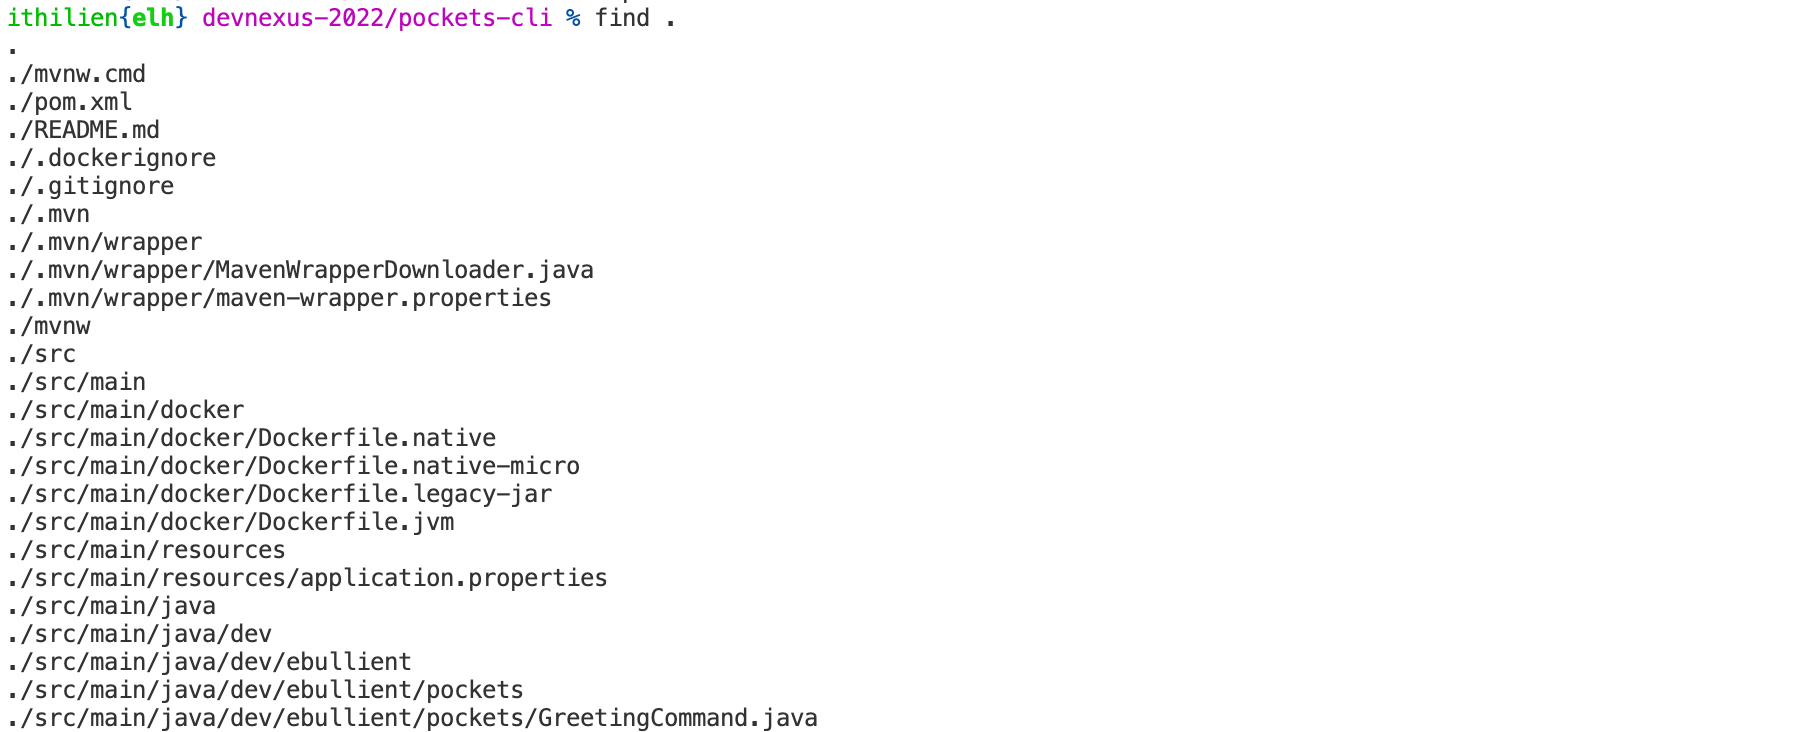 ithilien{elh} devnexus-2022/pockets-cli % find .
.
./mvnw.cmd
./pom.xml
./README.md
./.dockerignore
./.gitignore
./.mvn
./.mvn/wrapper
./.mvn/wrapper/MavenWrapperDownloader.java
./.mvn/wrapper/maven-wrapper.properties
./mvnw
./src
./src/main
./src/main/docker
./src/main/docker/Dockerfile.native
./src/main/docker/Dockerfile.native-micro
./src/main/docker/Dockerfile.legacy-jar
./src/main/docker/Dockerfile.jvm
./src/main/resources
./src/main/resources/application.properties
./src/main/java
./src/main/java/dev
./src/main/java/dev/ebullient
./src/main/java/dev/ebullient/pockets
./src/main/java/dev/ebullient/pockets/GreetingCommand.java